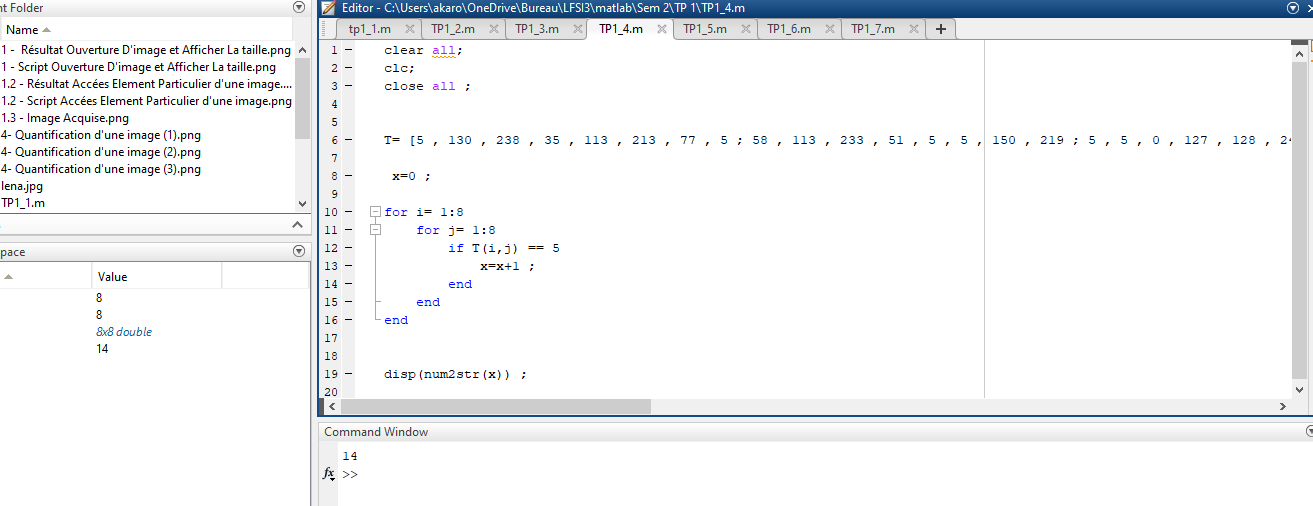 nt Folder
Name
1 - Résultat Ouverture D'image et Afficher La taille.png
1 - Script Ouverture D'image et Afficher La taille.png
1.2 - Résultat Accées Element Particulier d'une image....
1.2 - Script Accées Element Particulier d'une image.png
1.3 - Image Acquise.png
4- Quantification d'une image (1).png
4- Quantification d'une image (2).png
4- Quantification d'une image (3).png
lena.jpg
TP1_1.m
pace
Value
8
8
8x8 double
14
Editor - C:\Users\akaro\OneDrive\Bureau\LFSI3\matlab\Sem 2\TP 1\TP1_4.m
tp1_1.m × TP1_2.m × TP1_3.m × TP1_4.m × TP1_5.m × TP1_6.m × TP1_7.m × +
1 - clear all;
2 - clc;
3 - close all ;
4
5
6 - T= [5 , 130 , 238 , 35 , 113 , 213 , 77 , 5 ; 58 , 113 , 233 , 51 , 5 , 5 , 150 , 219 ; 5 , 5 , 0 , 127 , 128 , 24
7
8 - x=0 ;
9
10 - for i= 1:8
11 - for j= 1:8
12 - if T(i,j) == 5
13 - x=x+1 ;
14 - end
15 - end
16 - end
17
18
19 - disp(num2str(x)) ;
20
Command Window
14
fx >>